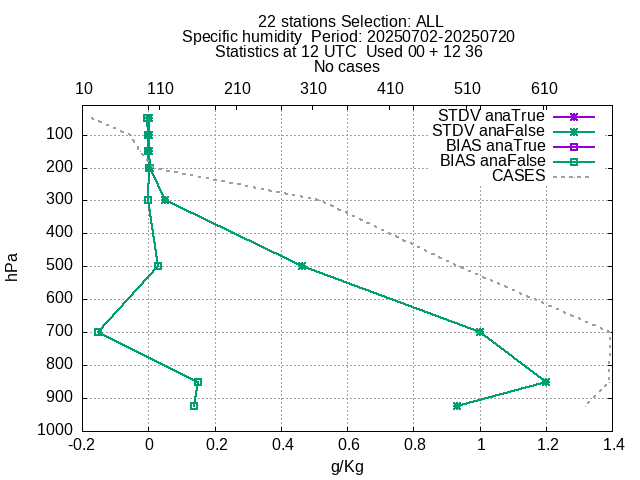 22 stations Selection: ALL
Specific humidity  Period: 20250702-20250720
Statistics at 12 UTC  Used 00 + 12 36
No cases
10 110 210 310 410 510 610
STDV anaTrue
STDV anaFalse
BIAS anaTrue
BIAS anaFalse
CASES
100
200
300
400
500
600
700
800
900
1000
hPa
-0.2 0 0.2 0.4 0.6 0.8 1 1.2 1.4
g/Kg